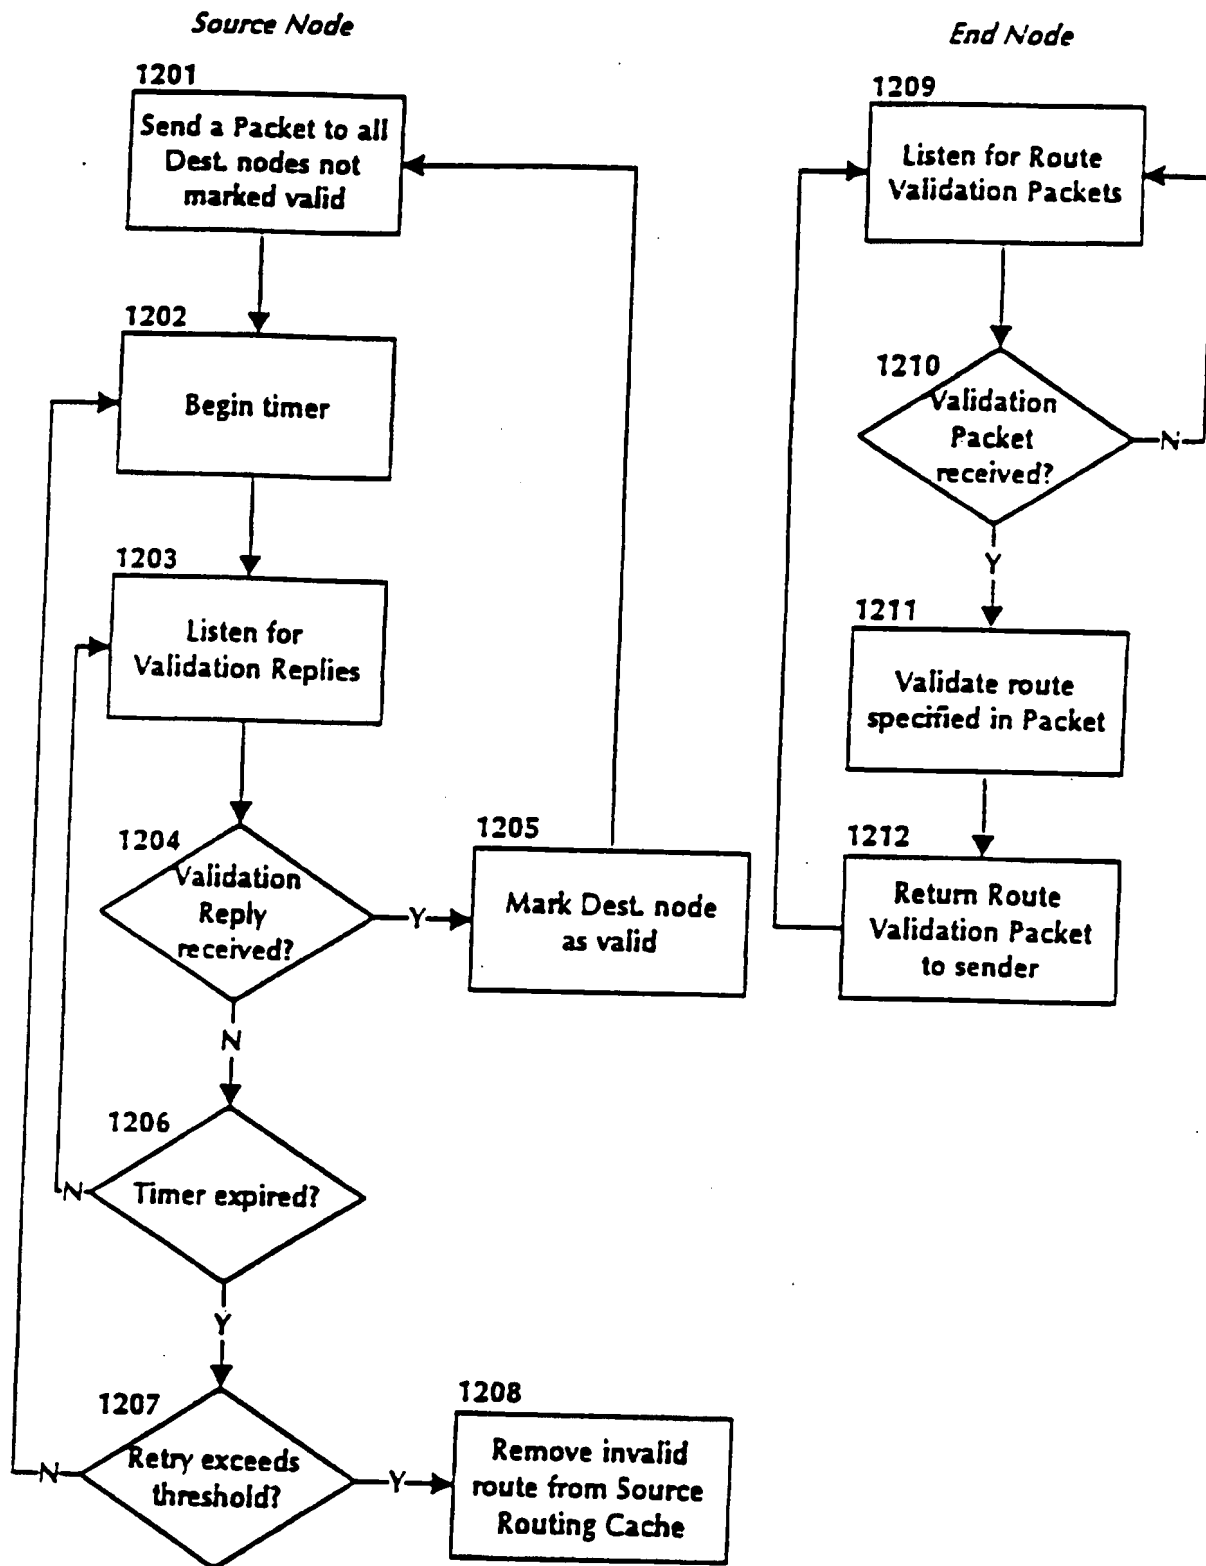 Source Node
1201
Send a Packet to all
Dest. nodes not
marked valid
1202
Begin timer
1203
Listen for
Validation Replies
1204
Validation
Reply
received?
Y
1205
Mark Dest. node
as valid
N
1206
Timer expired?
N
Y
1207
Retry exceeds
threshold?
N
Y
1208
Remove invalid
route from Source
Routing Cache
End Node
1209
Listen for Route
Validation Packets
1210
Validation
Packet
received?
N
Y
1211
Validate route
specified in Packet
1212
Return Route
Validation Packet
to sender